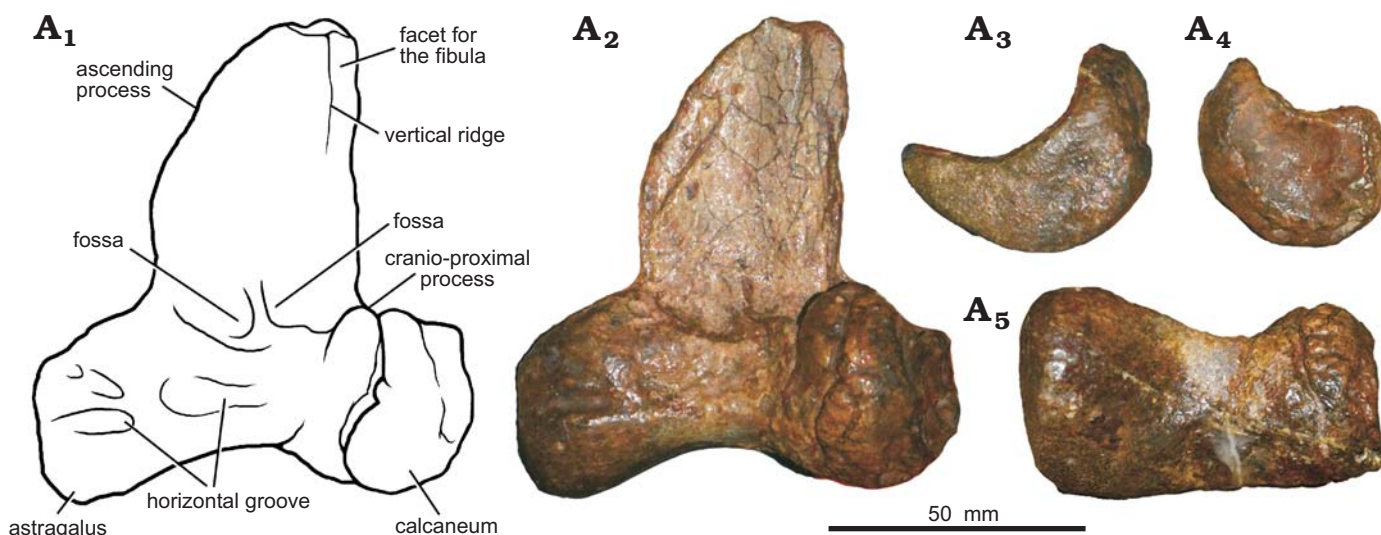 A1
facet for
the fibula
ascending
process
vertical ridge
fossa
fossa
cranio-proximal
process
horizontal groove
astragalus
calcaneum
A2
A3
A4
A5
50 mm